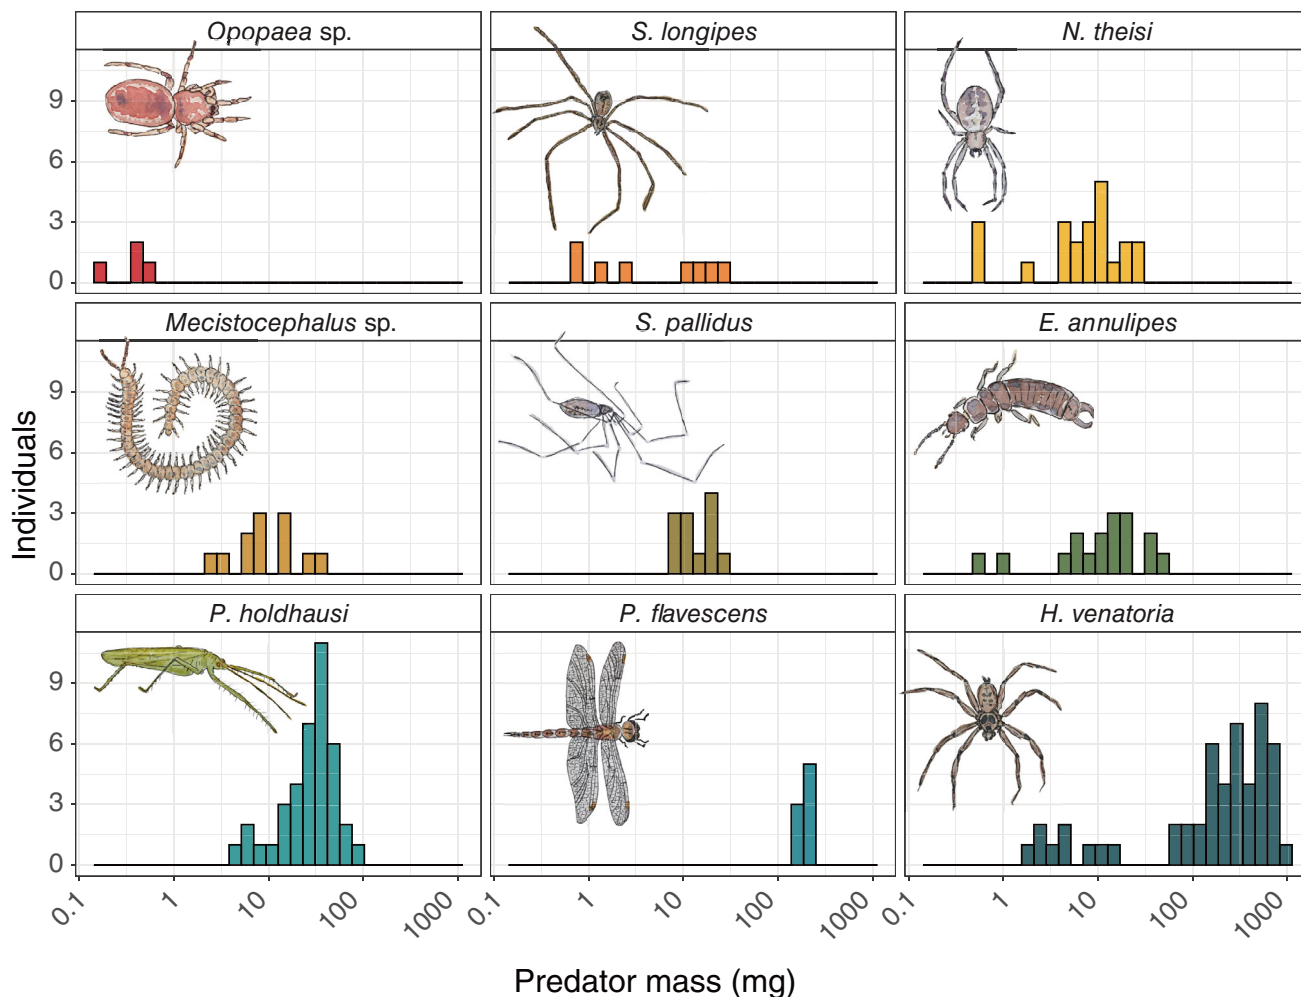 Opopaea sp. S. longipes N. theisi
9
6
3
0
Mecistocephalus sp. S. pallidus E. annulipes
9
6
3
0
P. holdhausi P. flavescens H. venatoria
9
6
3
0
Individuals
0.1 1 10 100 1000 0.1 1 10 100 1000 0.1 1 10 100 1000
Predator mass (mg)